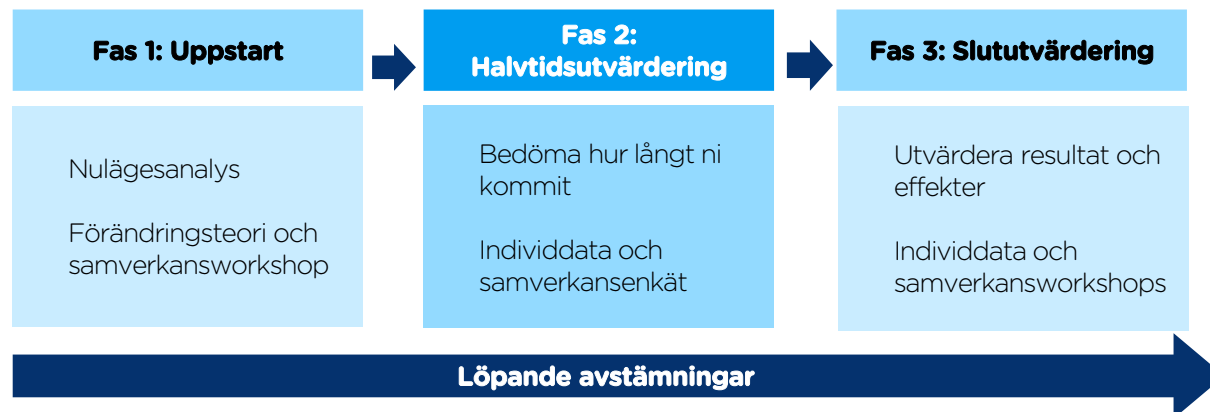 Fas 1: Uppstart
Fas 2:
Halvtidsutvärdering
Fas 3: Slututvärdering
Nulägesanalys
Förändringsteori och
samverkansworkshop
Bedöma hur långt ni
kommit
Individdata och
samverkansenkät
Utvärdera resultat och
effekter
Individdata och
samverkansworkshops
Löpande avstämningar